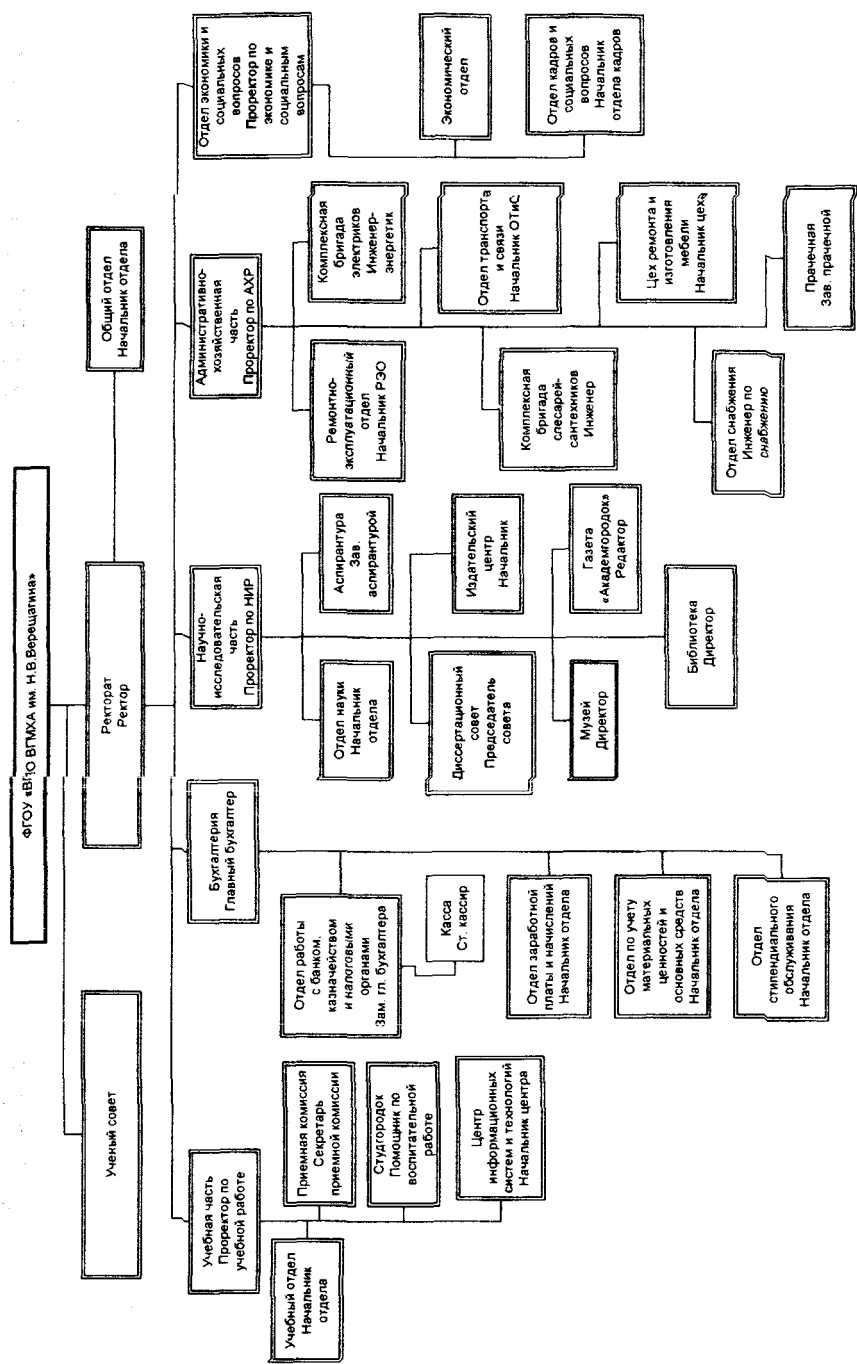 ФГОУ «ВПО ВГМХА им. Н.В.Верещагина»
Ученый совет
Ректорат
Ректор
Общий отдел
Начальник отдела
Учебная часть
Проректор по
учебной работе
Бухгалтерия
Главный бухгалтер
Научно-
исследовательская
часть
Проректор по НИР
Административно-
хозяйственная
часть
Проректор по АХР
Отдел экономики и
социальных
вопросов
Проректор по
экономике и
социальным
вопросам
Учебный отдел
Начальник
отдела
Приемная комиссия
Секретарь
приемной комиссии
Студгородок
Помощник по
воспитательной
работе
Центр
информационных
систем и технологий
Начальник центра
Отдел работы
с банком.
казначейством
и налоговыми
органами
Зам. гл. бухгалтера
Касса
Ст. кассир
Отдел заработной
платы и начислений
Начальник отдела
Отдел по учету
материальных
ценностей и
основных средств
Начальник отдела
Отдел
стипендиального
обслуживания
Начальник отдела
Отдел науки
Начальник
отдела
Аспирантура
Зав.
аспирантурой
Диссертационный
совет
Председатель
совета
Издательский
центр
Начальник
Музей
Директор
Газета
«Академгородок»
Редактор
Библиотека
Директор
Ремонтно-
эксплуатационный
отдел
Начальник РЭО
Комплексная
бригада
электриков
Инженер-
энергетик
Комплексная
бригада
слесарей-
сантехников
Инженер
Отдел транспорта
и связи
Начальник ОТиС
Отдел снабжения
Инженер по
снабжению
Цех ремонта и
изготовления
мебели
Начальник цеха
Прачечная
Зав. прачечной
Экономический
отдел
Отдел кадров и
социальных
вопросов
Начальник
отдела кадров